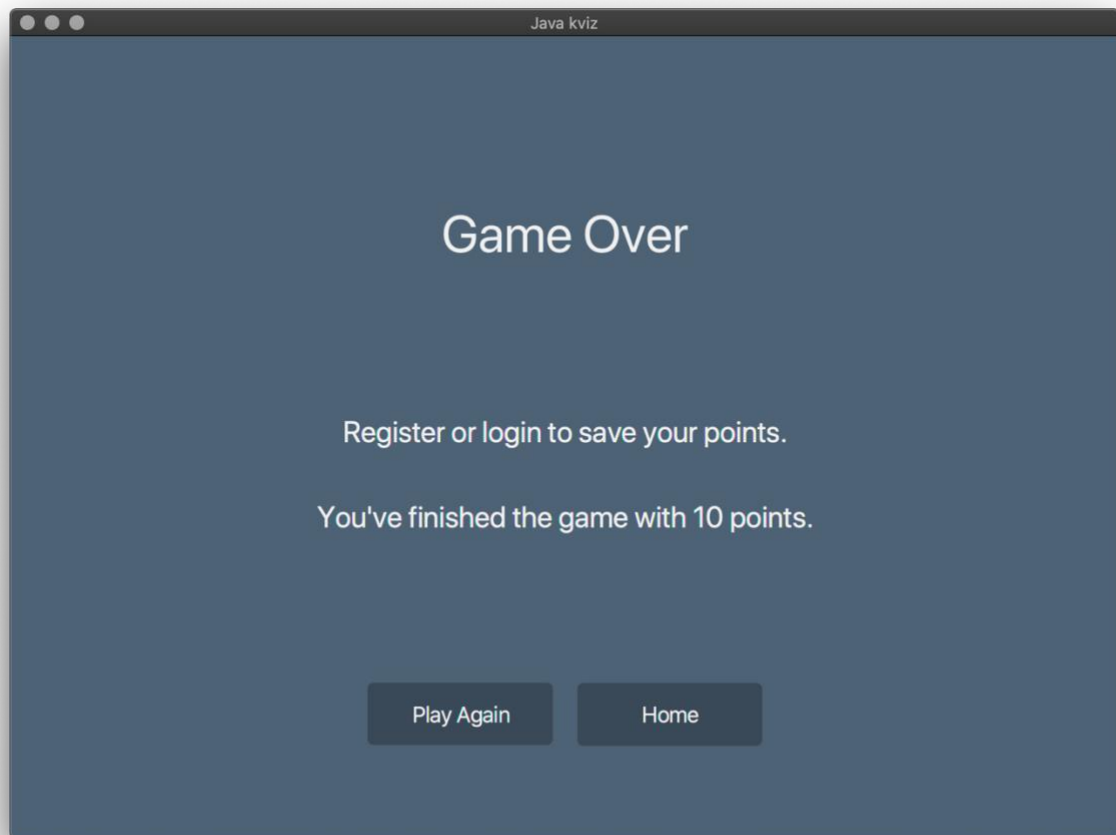 Java kviz
Game Over
Register or login to save your points.
You've finished the game with 10 points.
Play Again
Home